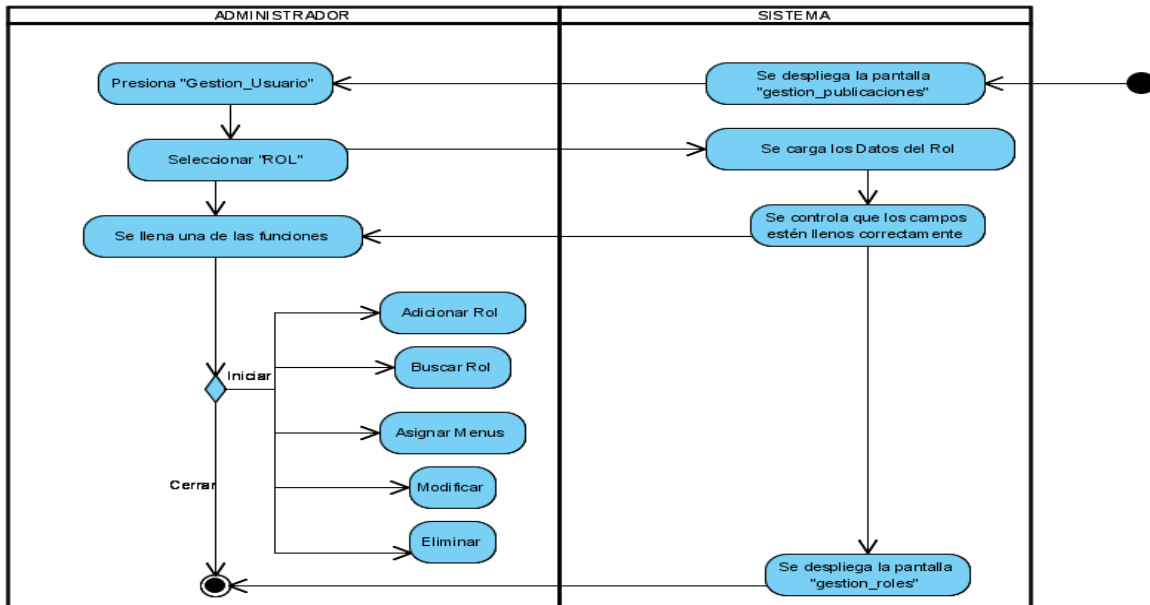 ADMINISTRADOR
SISTEMA
Presiona "Gestion_Usuario"
Se despliega la pantalla
"gestion_publicaciones"
Seleccionar "ROL"
Se carga los Datos del Rol
Se llena una de las funciones
Se controla que los campos
estén llenos correctamente
Adicionar Rol
Iniciar
Buscar Rol
Asignar Menus
Cerrar
Modificar
Eliminar
Se despliega la pantalla
"gestion_roles"